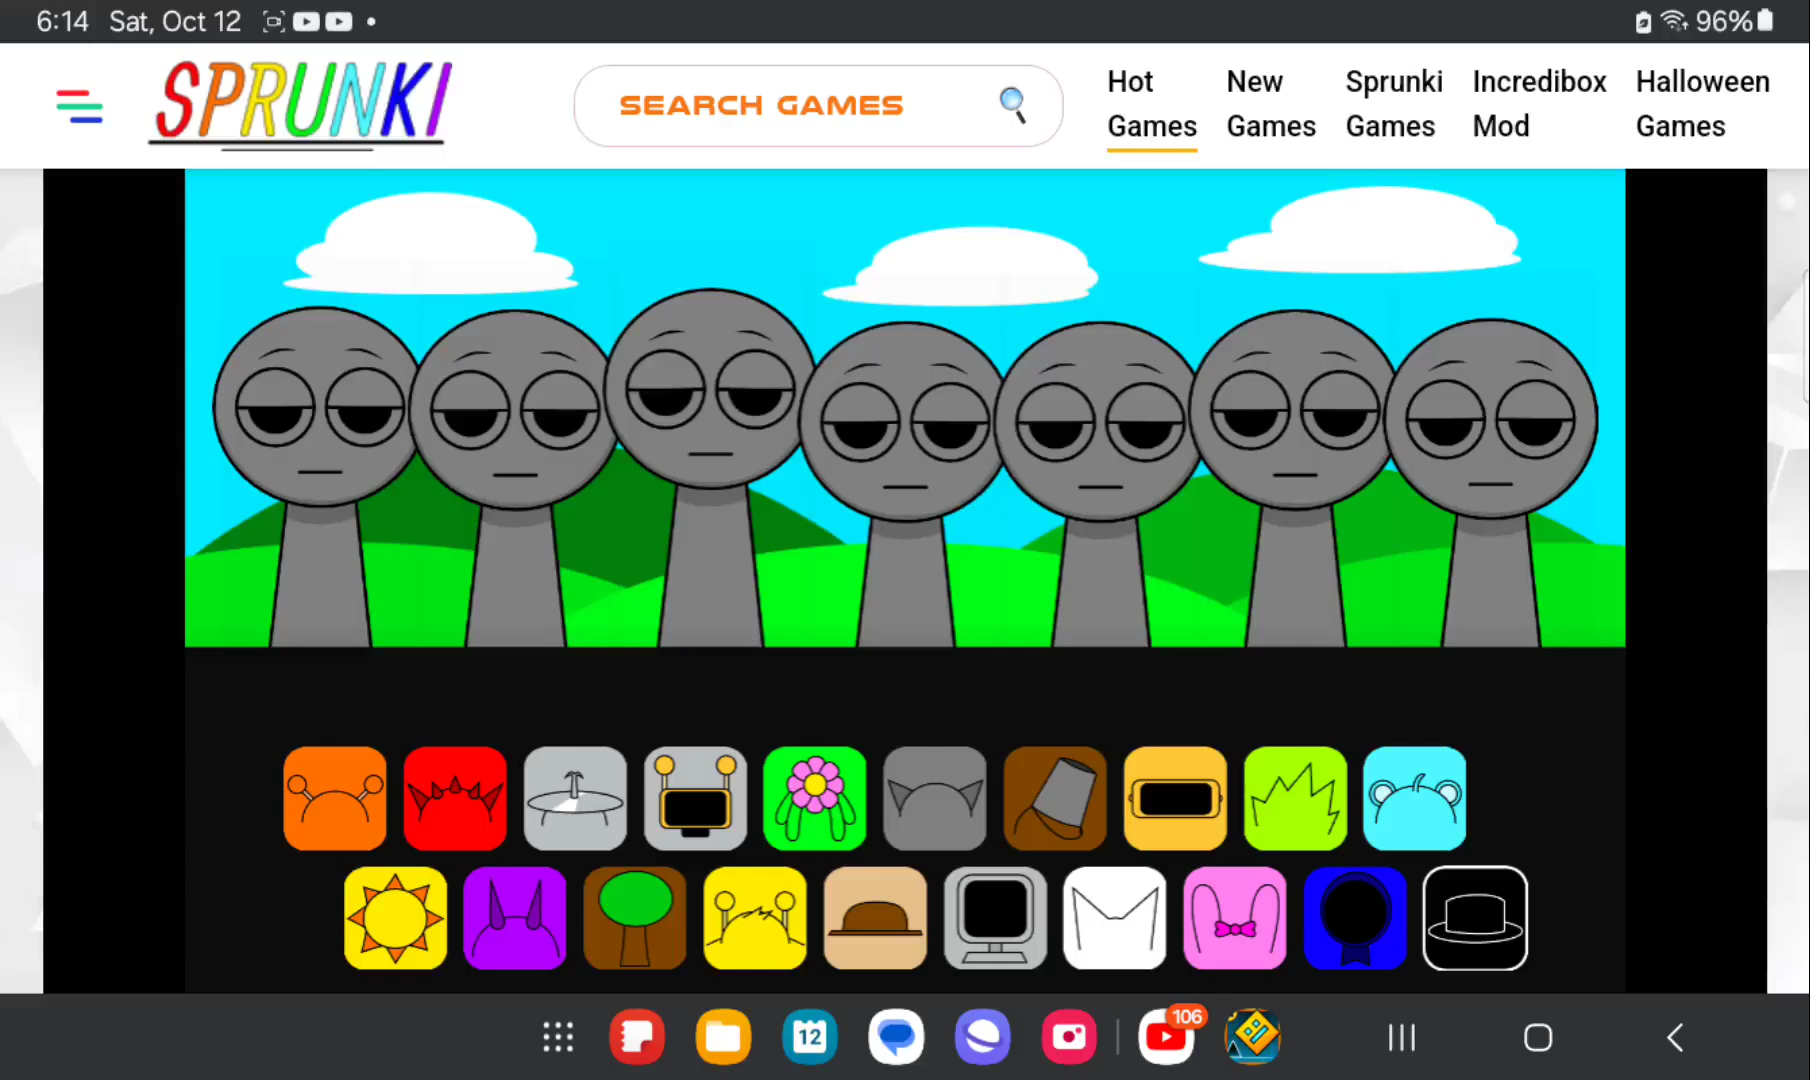 6:14 Sat, Oct 12
96%
SPRUNKI
SEARCH GAMES
Hot Games
New Games
Sprunki Games
Incredibox Mod
Halloween Games
12
106